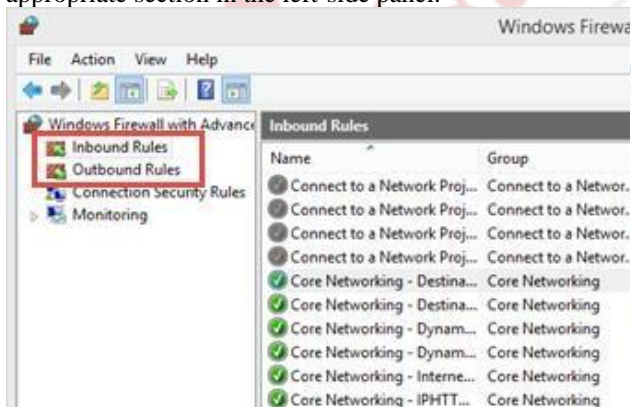 appropriate section in the left-side panel.
Windows Firewa
File Action View Help
Windows Firewall with Advance
Inbound Rules
Outbound Rules
Connection Security Rules
Monitoring
Inbound Rules
Name Group
Connect to a Network Proj... Connect to a Networ...
Connect to a Network Proj... Connect to a Networ...
Connect to a Network Proj... Connect to a Networ...
Connect to a Network Proj... Connect to a Networ...
Core Networking - Destina... Core Networking
Core Networking - Destina... Core Networking
Core Networking - Dynam... Core Networking
Core Networking - Dynam... Core Networking
Core Networking - Interne... Core Networking
Core Networking - IPHTT... Core Networking